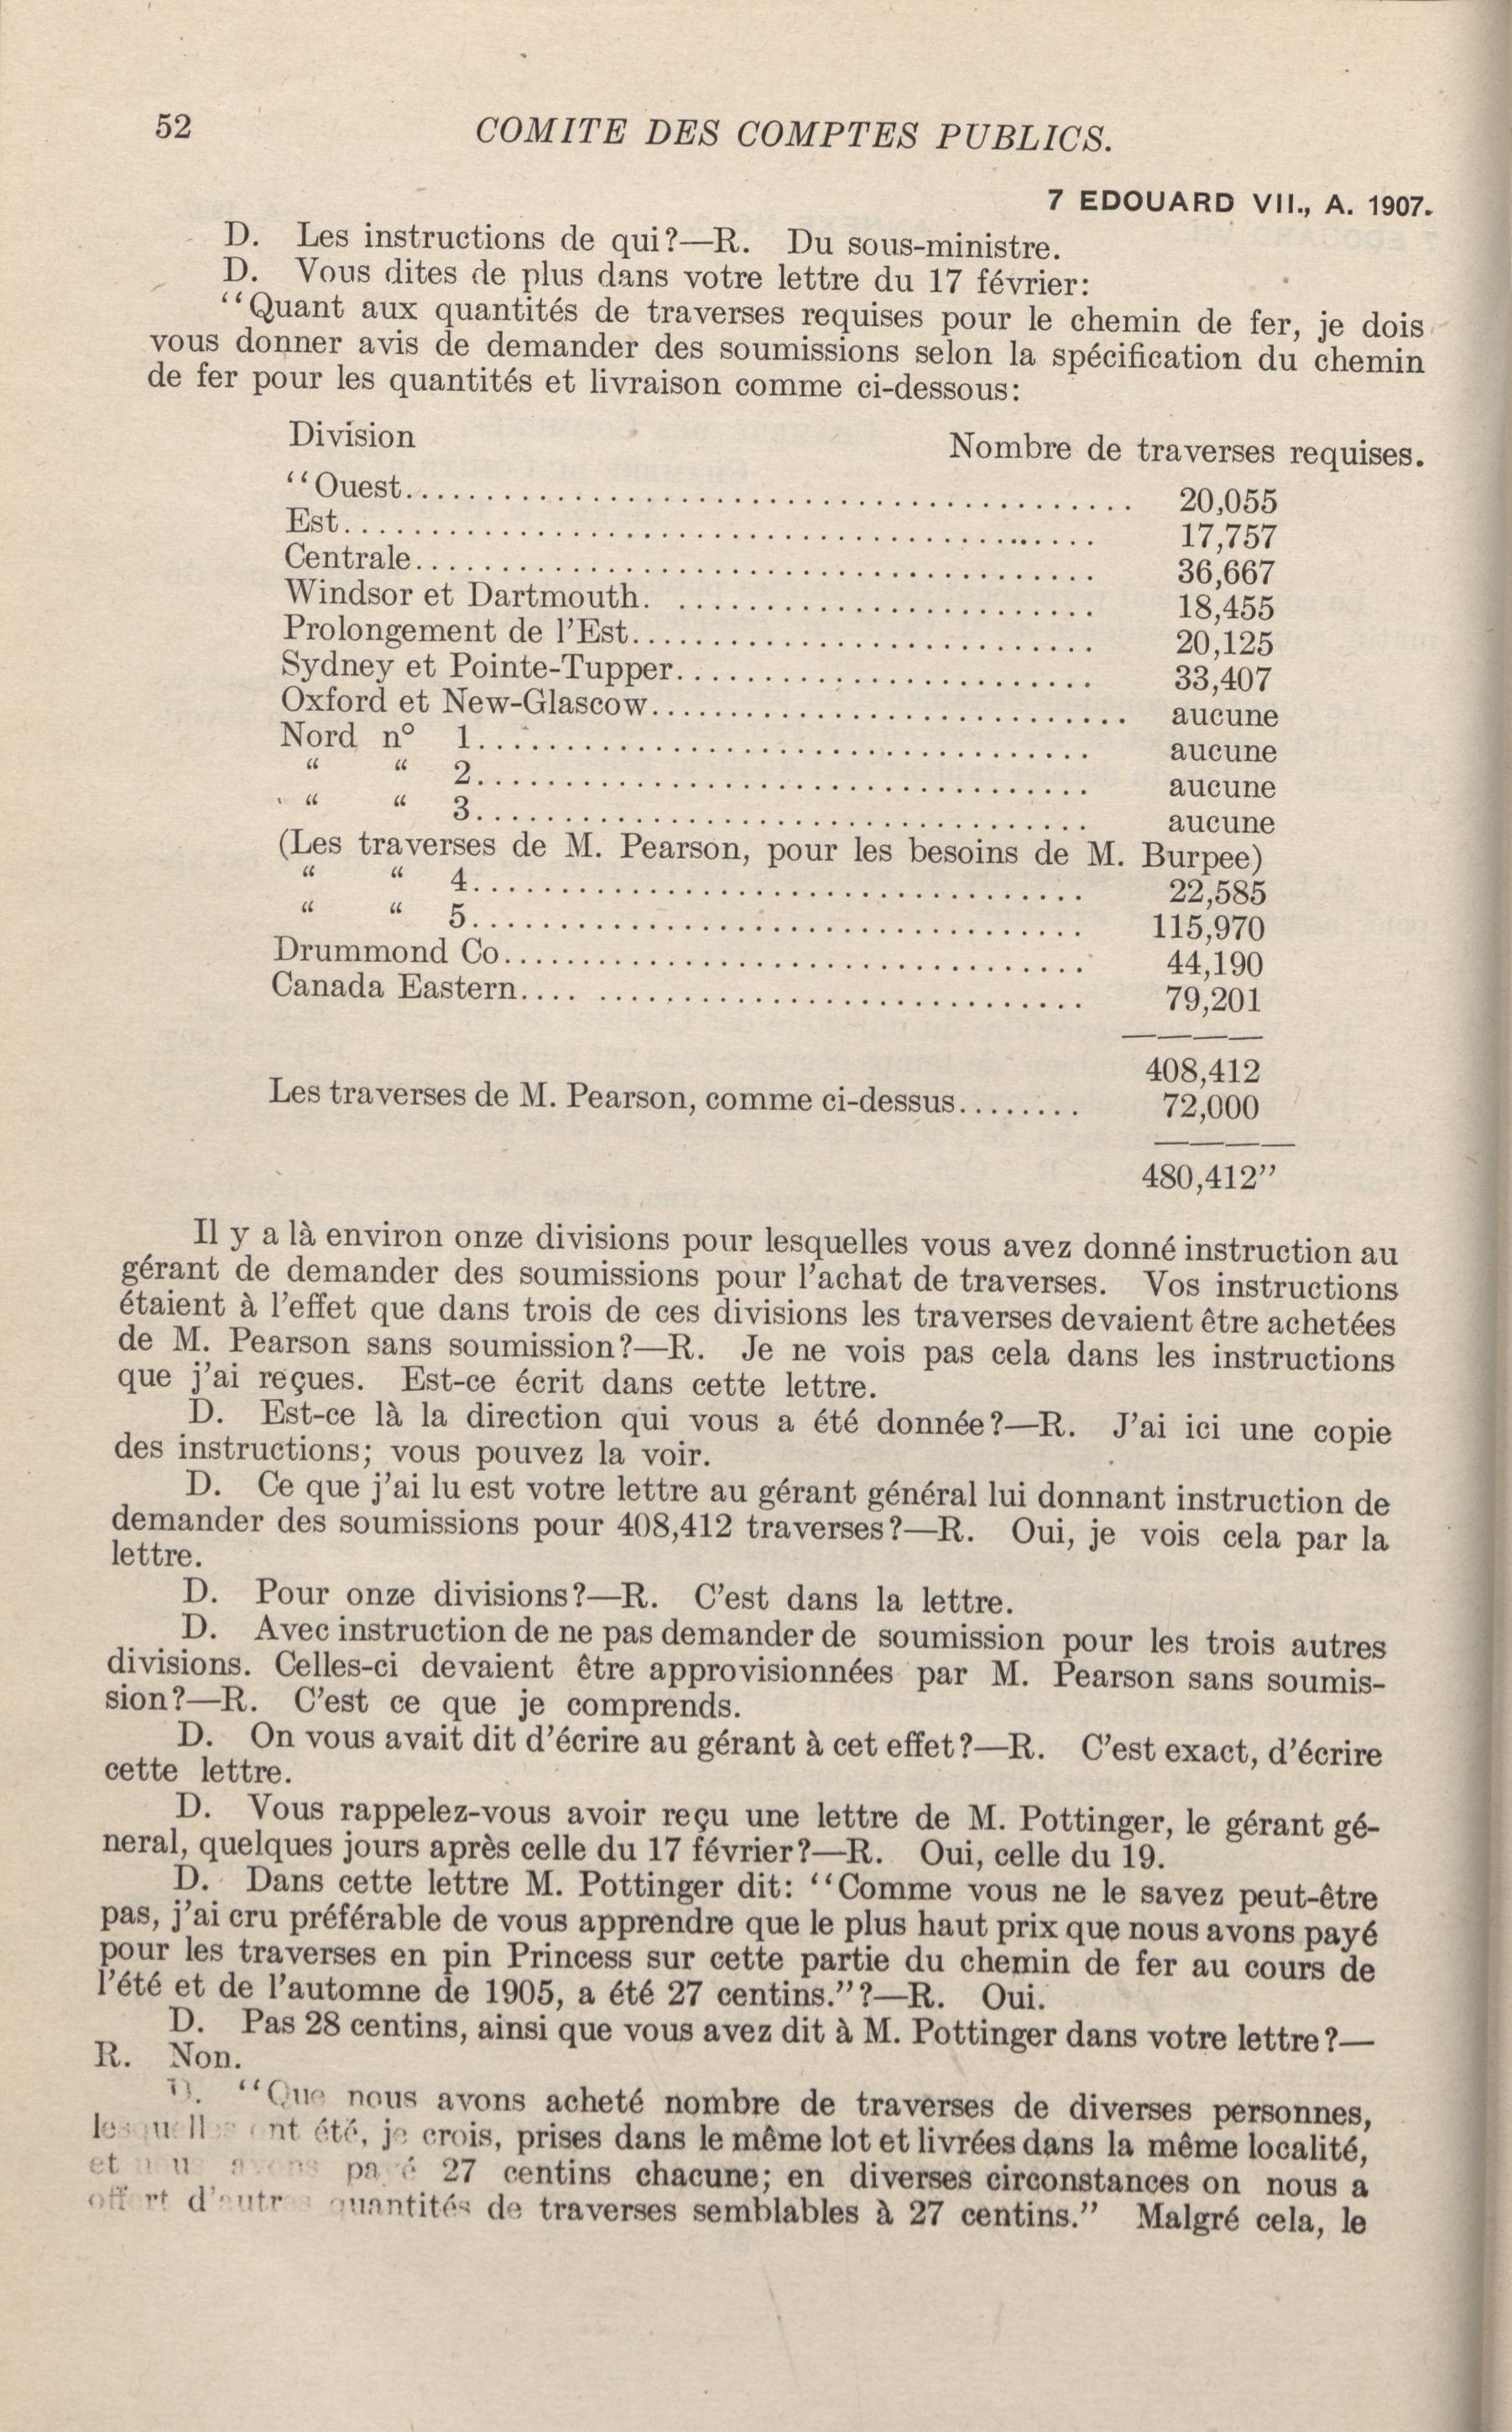 52 COMITE DES COMPTES PUBLICS.
7 EDOUARD VII., A. 1907.
D. Les instructions de qui?—R. Du sous-ministre.
D. Vous dites de plus dans votre lettre du 17 février:
"Quant aux quantités de traverses requises pour le chemin de fer, je dois
vous donner avis de demander des soumissions selon la spécification du chemin
de fer pour les quantités et livraison comme ci-dessous:
Division Nombre de traverses requises.
"Ouest.......... 20,055
Est.......... 17,757
Centrale.......... 36,667
Windsor et Dartmouth. .......... 18,455
Prolongement de l'Est.......... 20,125
Sydney et Pointe-Tupper.......... 33,407
Oxford et New-Glascow.......... aucune
Nord n° 1.......... aucune
" " 2.......... aucune
" " 3.......... aucune
(Les traverses de M. Pearson, pour les besoins de M. Burpee)
" " 4.......... 22,585
" " 5.......... 115,970
Drummond Co.......... 44,190
Canada Eastern.... .......... 79,201
408,412
Les traverses de M. Pearson, comme ci-dessus........ 72,000
480,412"
Il y a là environ onze divisions pour lesquelles vous avez donné instruction au
gérant de demander des soumissions pour l'achat de traverses. Vos instructions
étaient à l'effet que dans trois de ces divisions les traverses devaient être achetées
de M. Pearson sans soumission?—R. Je ne vois pas cela dans les instructions
que j'ai reçues. Est-ce écrit dans cette lettre.
D. Est-ce là la direction qui vous a été donnée?—R. J'ai ici une copie
des instructions; vous pouvez la voir.
D. Ce que j'ai lu est votre lettre au gérant général lui donnant instruction de
demander des soumissions pour 408,412 traverses?—R. Oui, je vois cela par la
lettre.
D. Pour onze divisions?—R. C'est dans la lettre.
D. Avec instruction de ne pas demander de soumission pour les trois autres
divisions. Celles-ci devaient être approvisionnées par M. Pearson sans soumis-
sion?—R. C'est ce que je comprends.
D. On vous avait dit d'écrire au gérant à cet effet?—R. C'est exact, d'écrire
cette lettre.
D. Vous rappelez-vous avoir reçu une lettre de M. Pottinger, le gérant gé-
neral, quelques jours après celle du 17 février?—R. Oui, celle du 19.
D. Dans cette lettre M. Pottinger dit: "Comme vous ne le savez peut-être
pas, j'ai cru préférable de vous apprendre que le plus haut prix que nous avons payé
pour les traverses en pin Princess sur cette partie du chemin de fer au cours de
l'été et de l'automne de 1905, a été 27 centins."?—R. Oui.
D. Pas 28 centins, ainsi que vous avez dit à M. Pottinger dans votre lettre?—
R. Non.
D. "Que nous avons acheté nombre de traverses de diverses personnes,
lesquelles ont été, je crois, prises dans le même lot et livrées dans la même localité,
et nous avons payé 27 centins chacune; en diverses circonstances on nous a
offert d'autres quantités de traverses semblables à 27 centins." Malgré cela, le